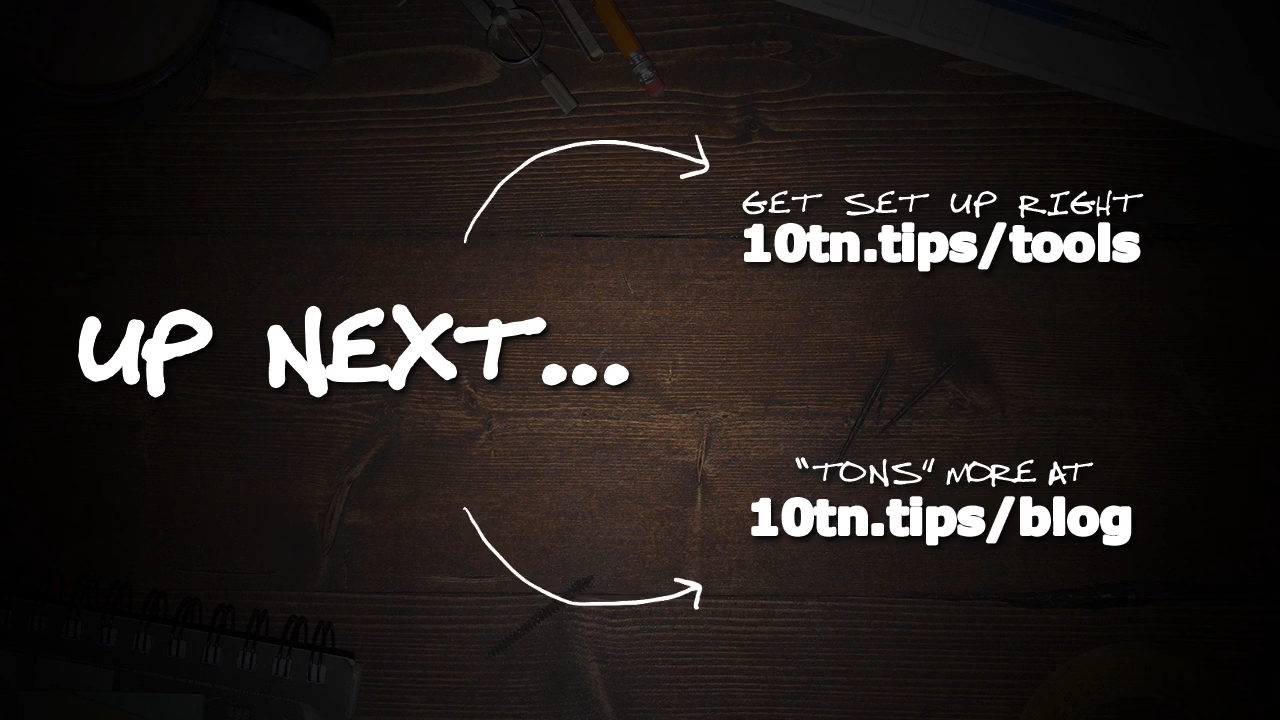 UP NEXT...
GET SET UP RIGHT
10tn.tips/tools
"TONS" MORE AT
10tn.tips/blog